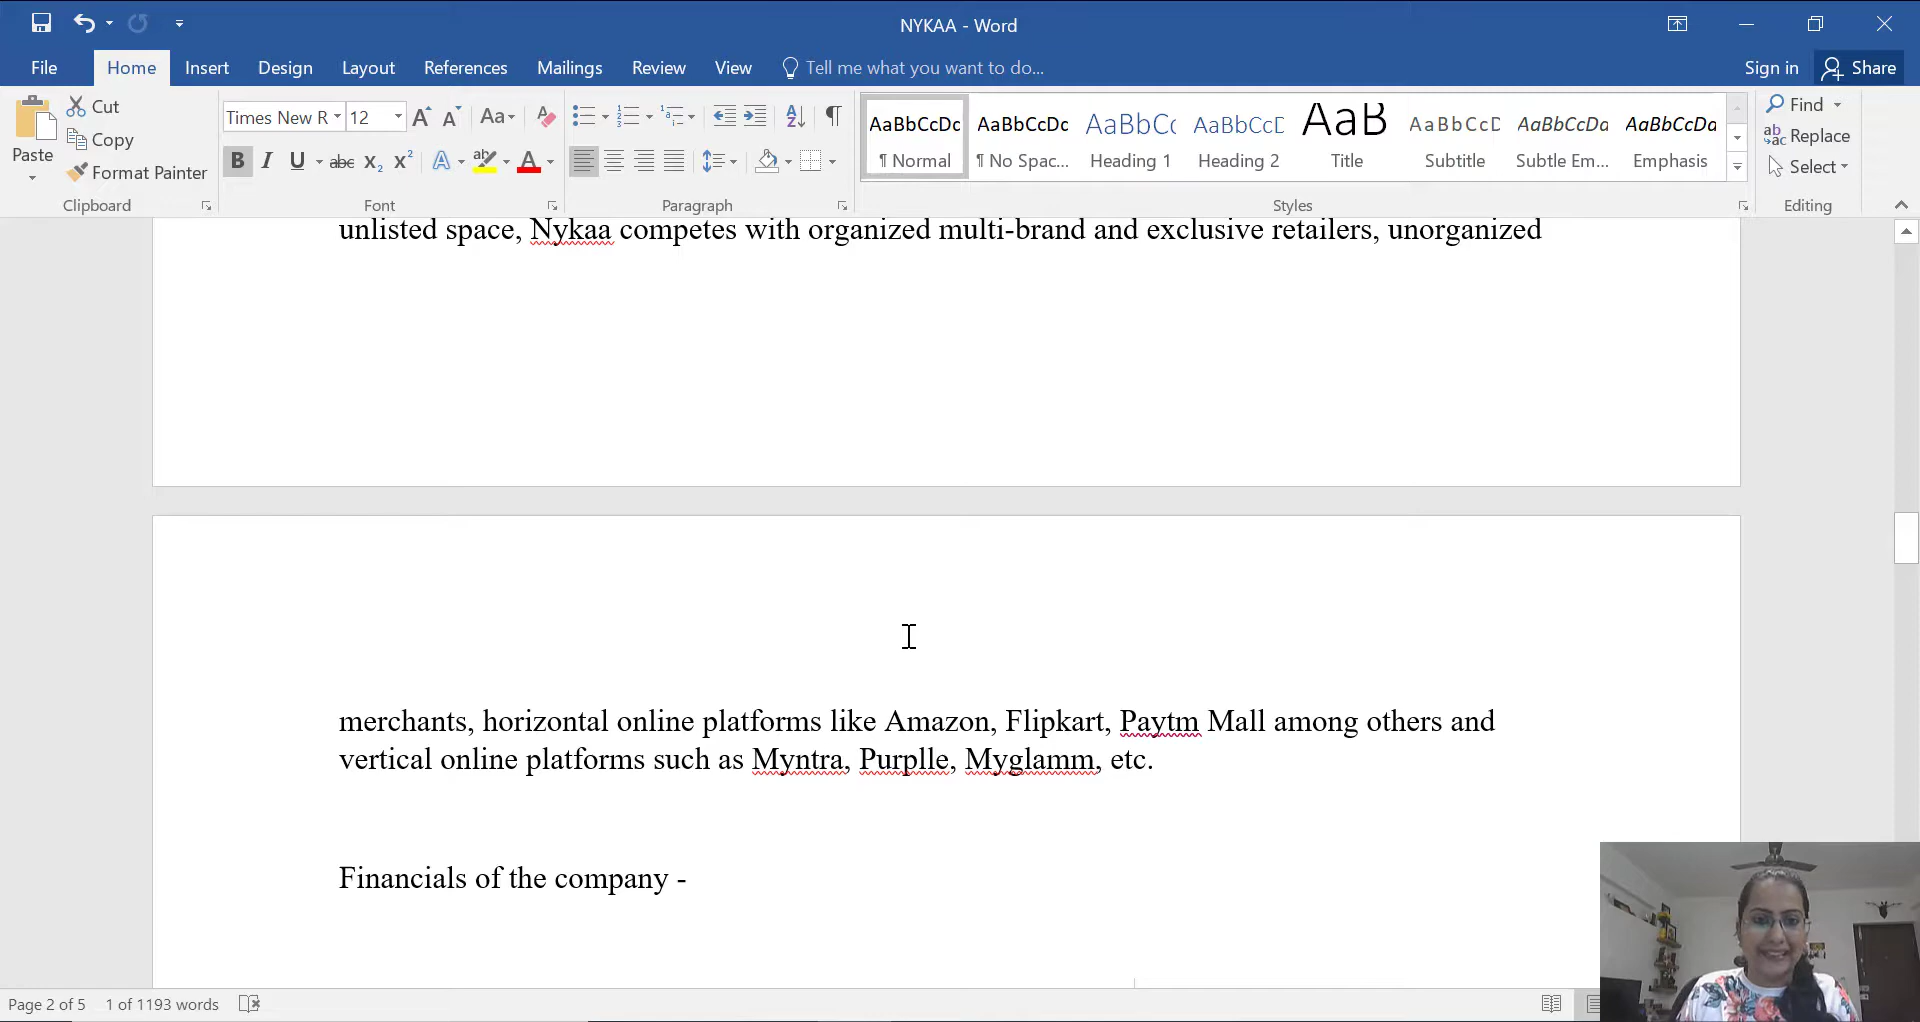 NYKAA - Word
File Home Insert Design Layout References Mailings Review View Tell me what you want to do... Sign in Share
Paste Cut
Copy
Format Painter
Clipboard
Times New R 12
Font
Paragraph
AaBbCcDc AaBbCcDc AaBbCc AaBbCcD AaB AaBbCcD AaBbCcDa AaBbCcDa
¶ Normal ¶ No Spac... Heading 1 Heading 2 Title Subtitle Subtle Em... Emphasis
Styles
Find
Replace
Select
Editing
unlisted space, Nykaa competes with organized multi-brand and exclusive retailers, unorganized
merchants, horizontal online platforms like Amazon, Flipkart, Paytm Mall among others and
vertical online platforms such as Myntra, Purplle, Myglamm, etc.
Financials of the company -
Page 2 of 5 1 of 1193 words